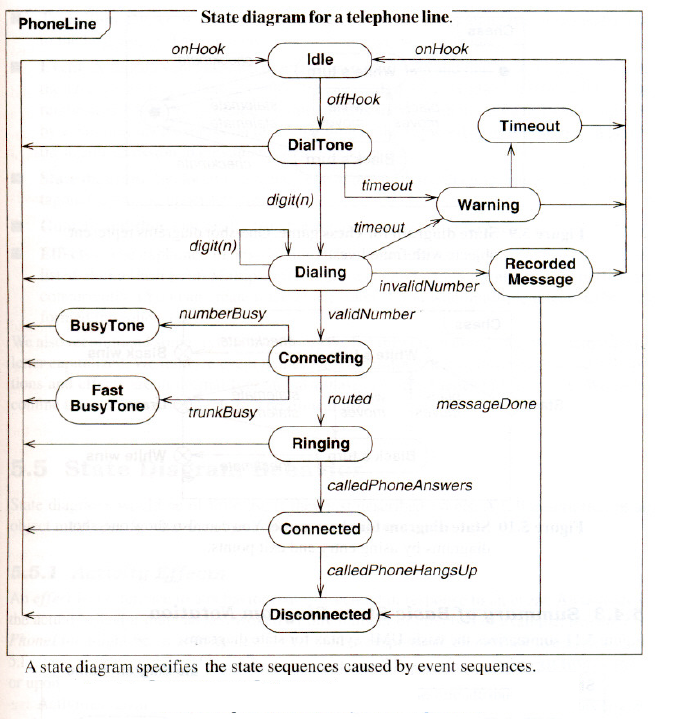 State diagram for a telephone line.
PhoneLine
onHook
Idle
onHook
offHook
Timeout
DialTone
timeout
digit(n)
Warning
timeout
digit(n)
Dialing
Recorded
Message
invalidNumber
numberBusy
validNumber
BusyTone
Connecting
Fast
BusyTone
trunkBusy
routed
messageDone
Ringing
calledPhoneAnswers
Connected
calledPhoneHangsUp
Disconnected
A state diagram specifies the state sequences caused by event sequences.